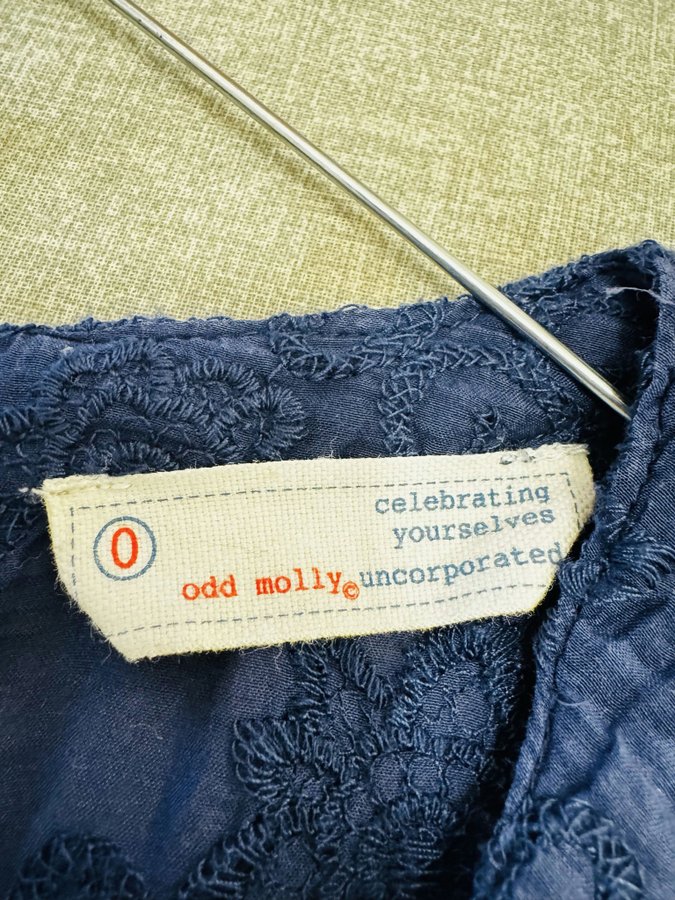 celebrating
yourselves
0
odd molly©uncorporated